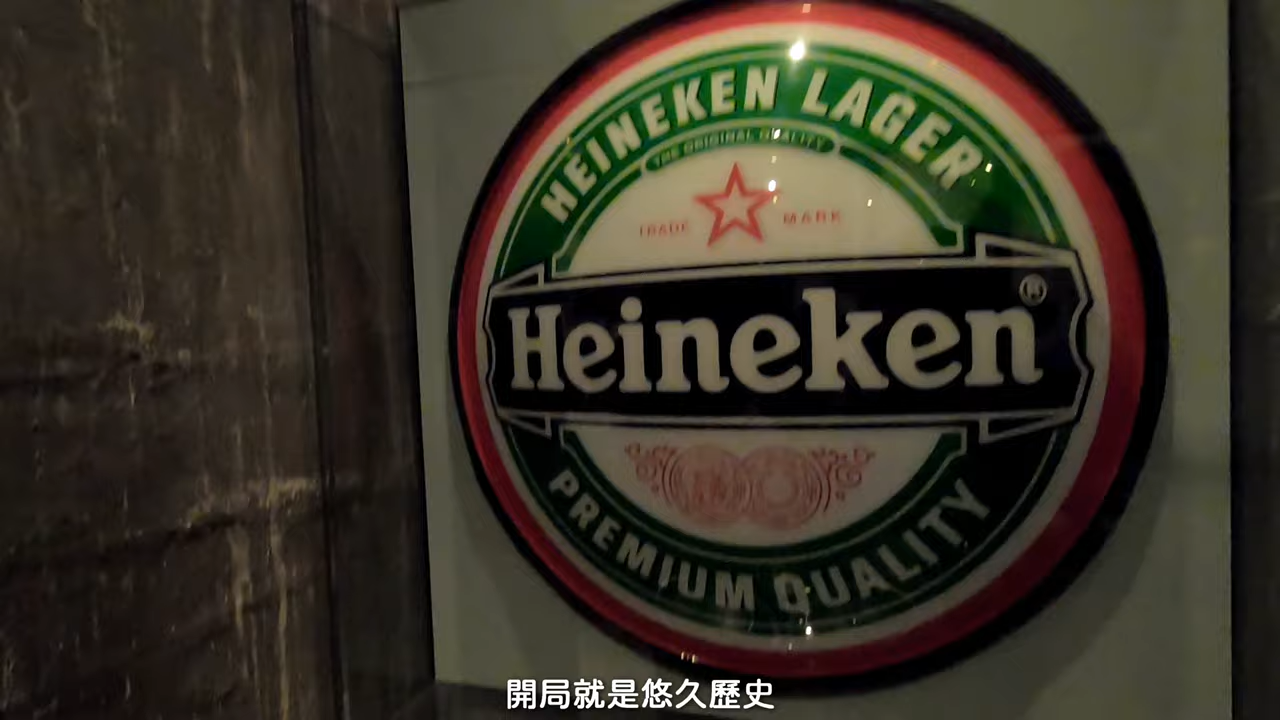 HEINEKEN LAGER
THE ORIGINAL QUALITY
TRADE MARK
Heineken®
PREMIUM QUALITY
開局就是悠久歷史